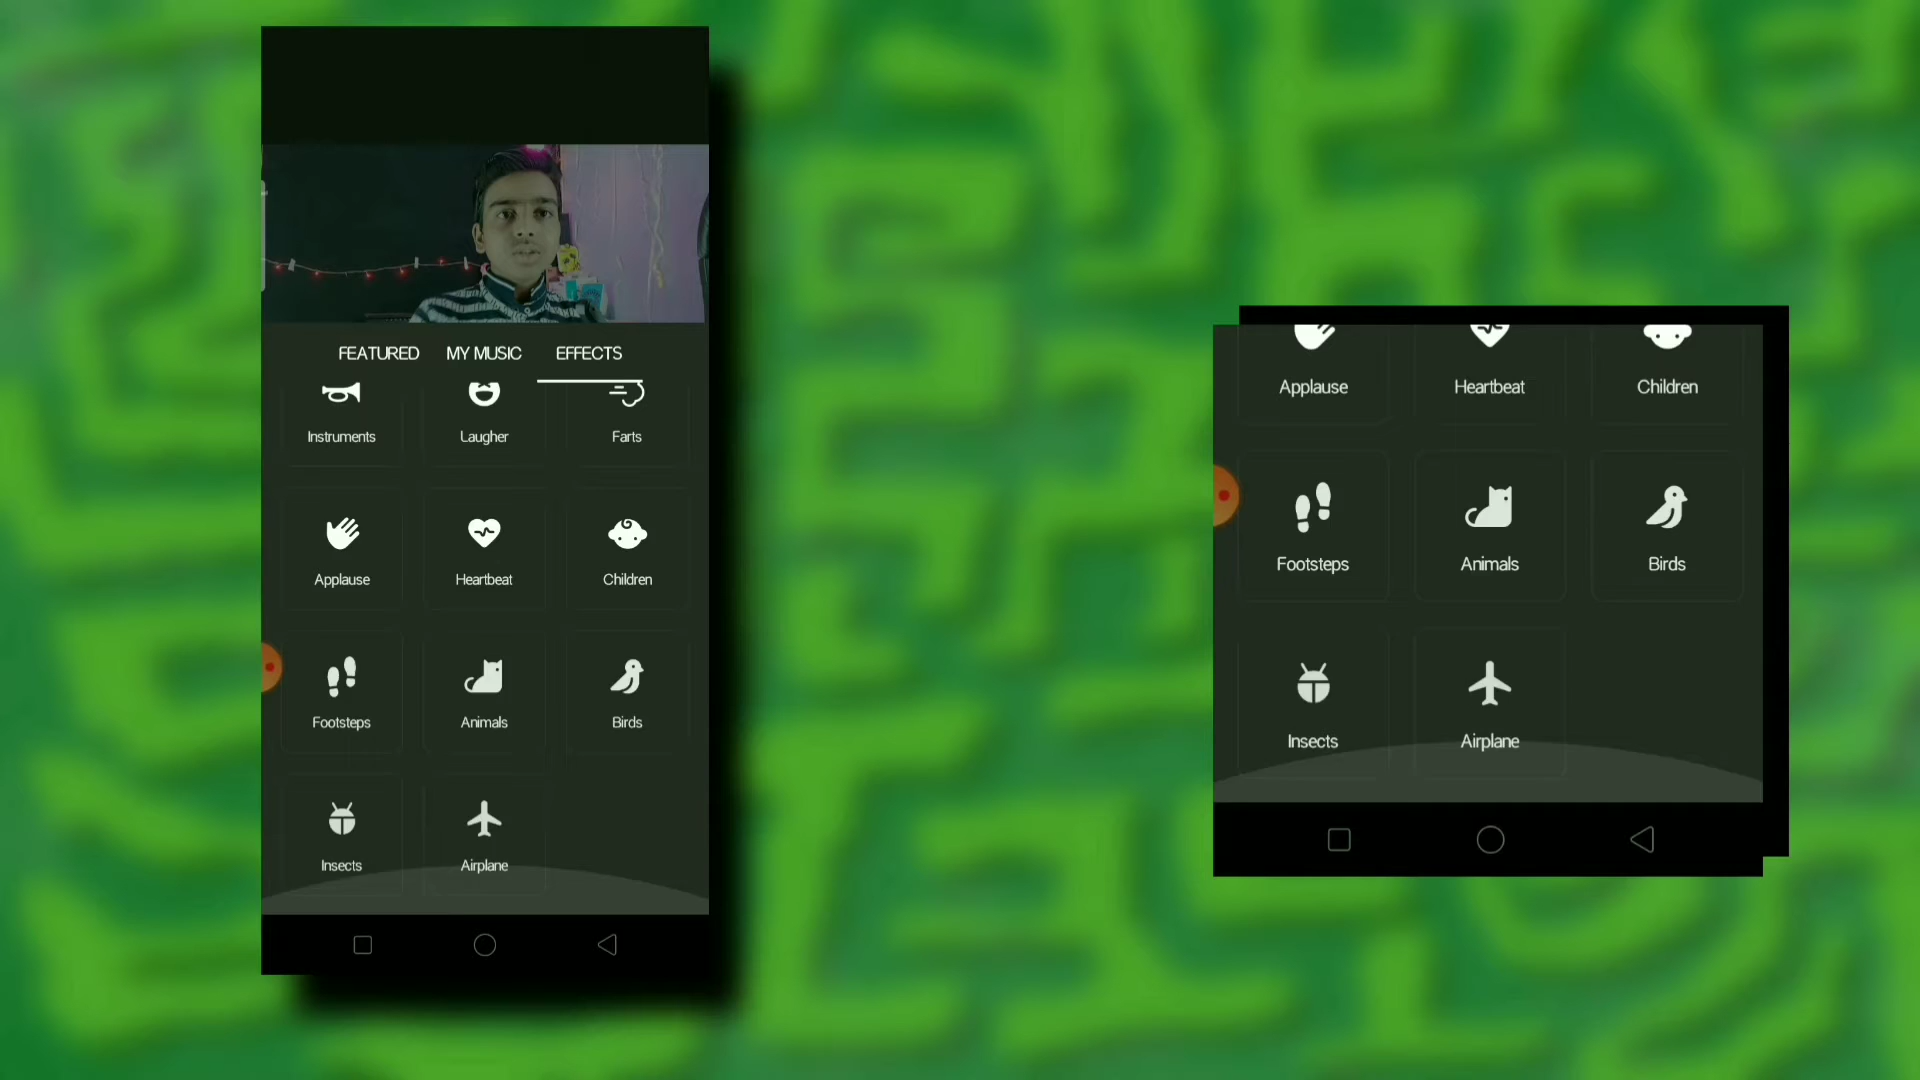 FEATURED MY MUSIC EFFECTS
Instruments Laugher Farts
Applause Heartbeat Children
Footsteps Animals Birds
Insects Airplane
Applause Heartbeat Children
Footsteps Animals Birds
Insects Airplane